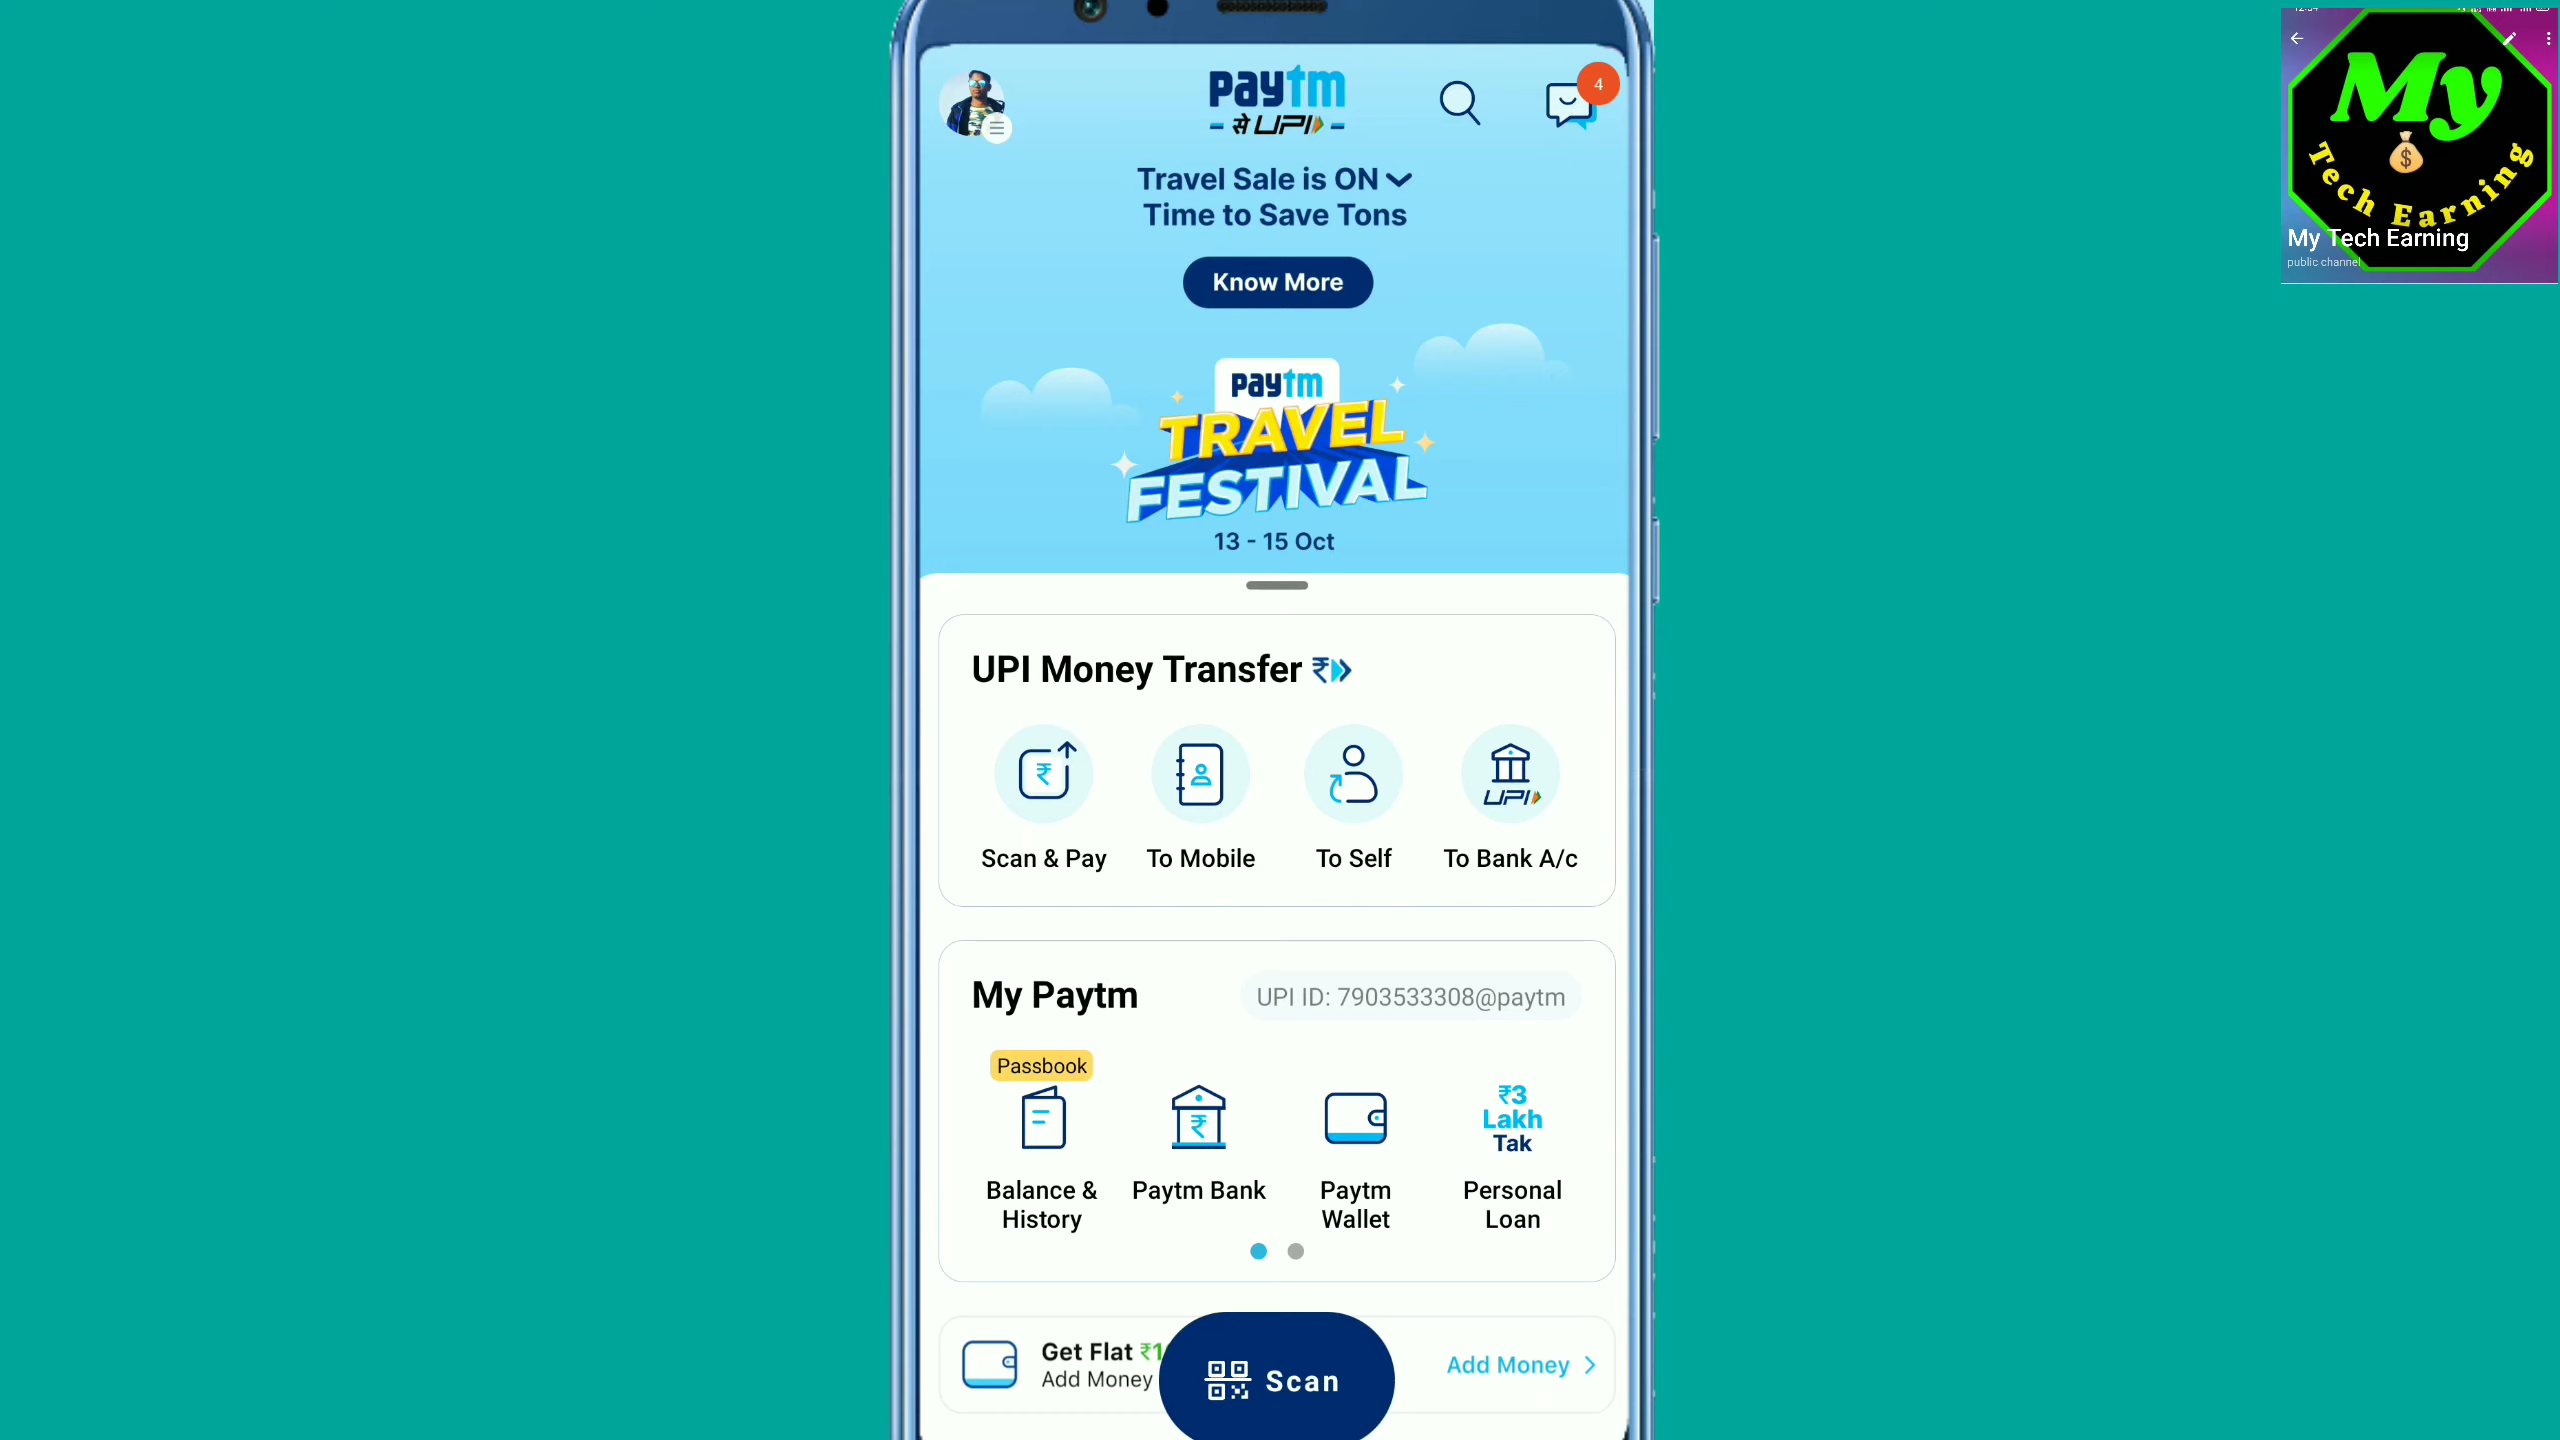 paytm
से UPI
4
Travel Sale is ON
Time to Save Tons
Know More
paytm
TRAVEL
FESTIVAL
13 - 15 Oct
UPI Money Transfer
₹
UPI
Scan & Pay
To Mobile
To Self
To Bank A/c
My Paytm
UPI ID: 7903533308@paytm
Passbook
₹
₹3
Lakh
Tak
Balance &
History
Paytm Bank
Paytm
Wallet
Personal
Loan
Get Flat
Add Money
Scan
Add Money
My
$
Tech Earning
My Tech Earning
public channel